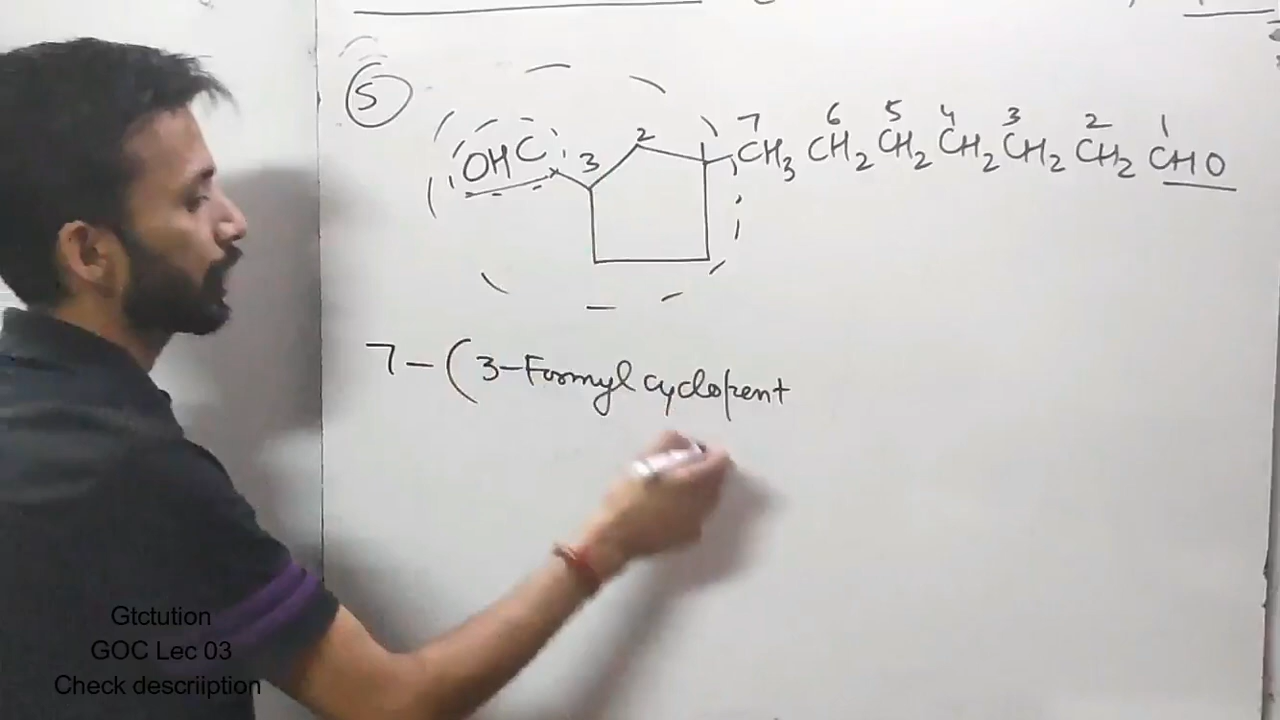 5
7 6 5 4 3 2 1
OHC 3 2 CH3 CH2 CH2 CH2 CH2 CH2 CHO
7-(3-Formyl cyclopent
Gtctution
GOC Lec 03
Check descriiption